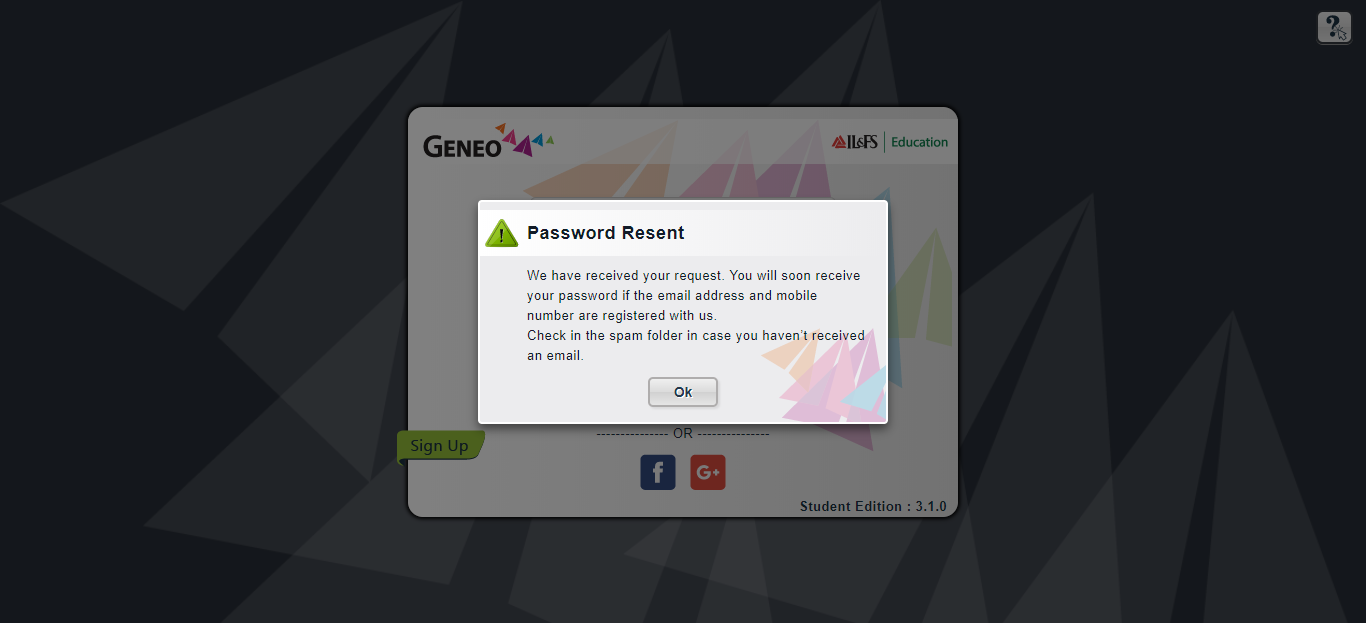 GENEO
IL&FS Education
Password Resent
We have received your request. You will soon receive
your password if the email address and mobile
number are registered with us.
Check in the spam folder in case you haven't received
an email.
Ok
--------------- OR ---------------
Sign Up
f G+
Student Edition : 3.1.0